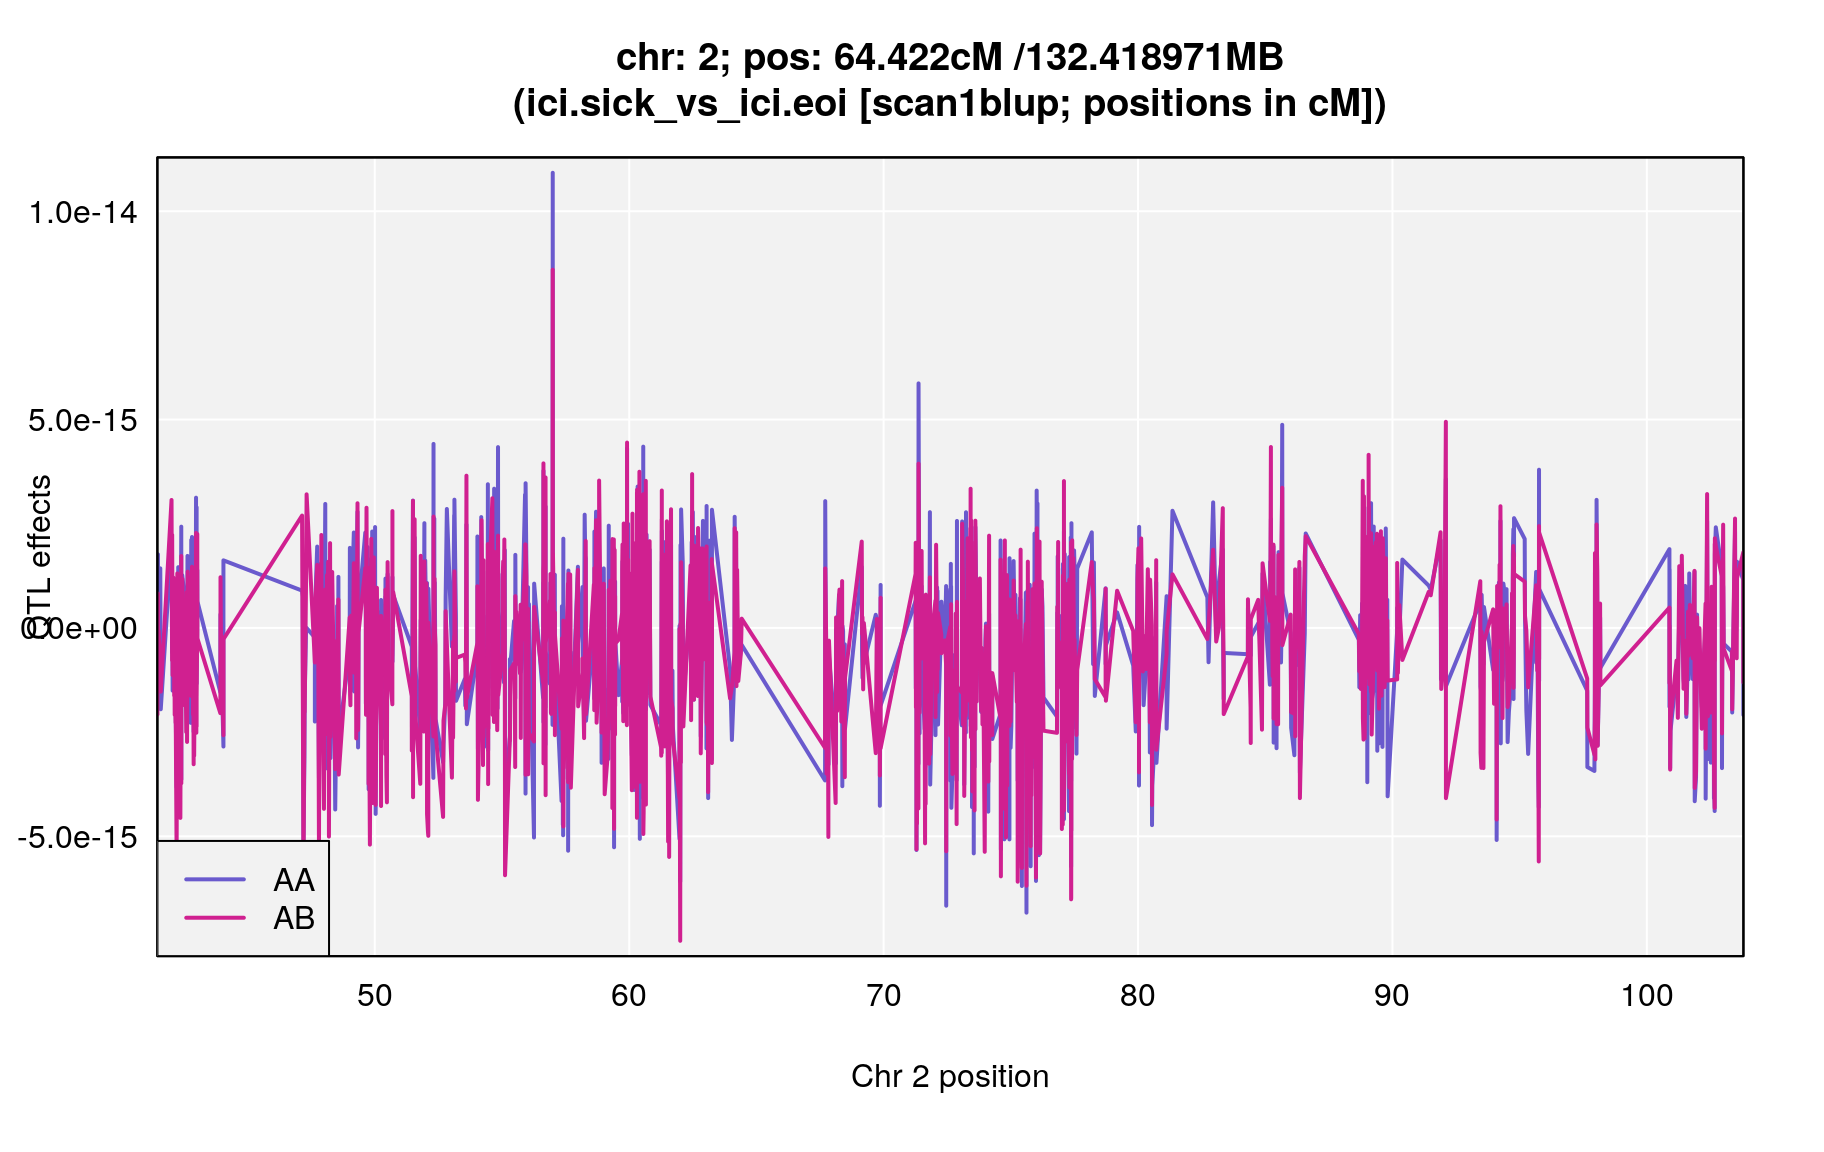 chr: 2; pos: 64.422cM /132.418971MB
(ici.sick_vs_ici.eoi [scan1blup; positions in cM])
1.0e-14
5.0e-15
0.0e+00
-5.0e-15
QTL effects
AA
AB
50 60 70 80 90 100
Chr 2 position